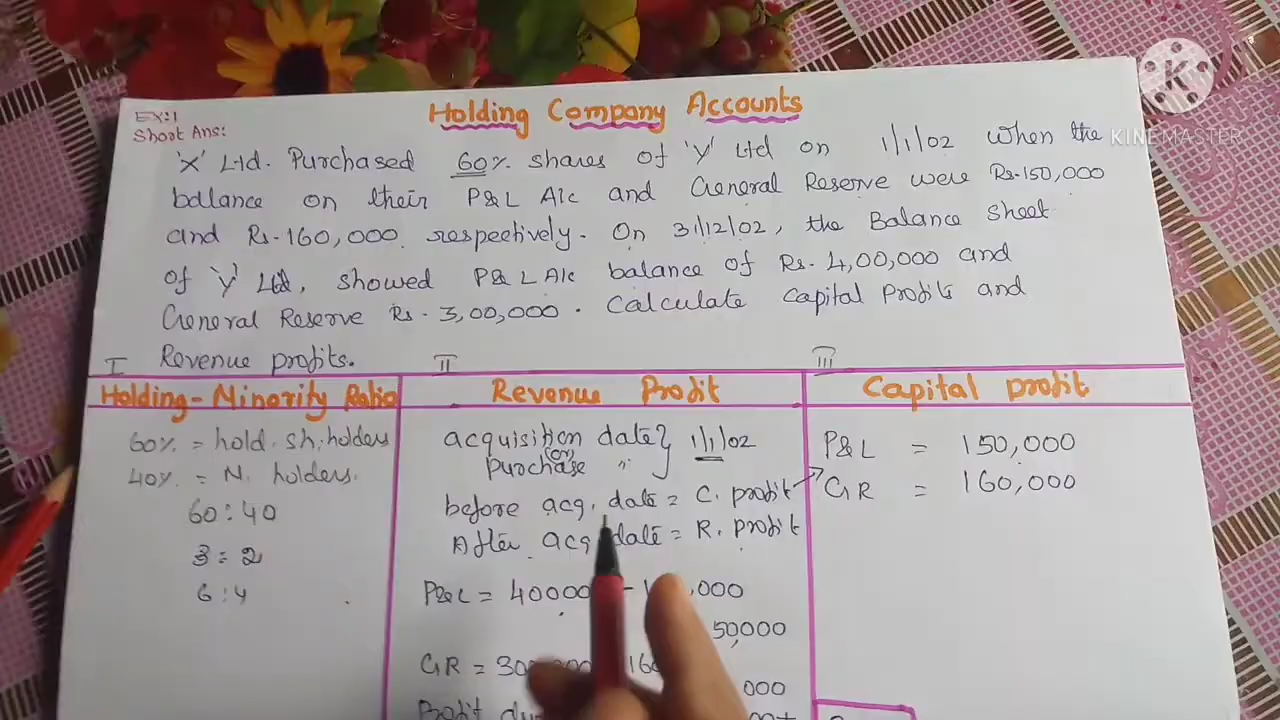 EX:1
Short Ans:
Holding Company Accounts
'X' Ltd. Purchased 60% shares of 'Y' Ltd on 1/1/02 when the
balance on their P&L A/c and General Reserve were Rs.150,000
and Rs.160,000 respectively. On 31/12/02, the Balance Sheet
of 'Y' Ltd, showed P&L A/c balance of Rs. 4,00,000 and
General Reserve Rs. 3,00,000. Calculate Capital Profits and
Revenue profits.
I II III
Holding-Minority Ratio
60% = hold. sh. holders
40% = N. holders.
60:40
3:2
6:4
Revenue Profit
acquisition date } 1/1/02
(or)
purchase "
before acq. date = C. profit
After acq date = R. profit
P&L = 40000 ,000
50000
GR = 30
000
Profit
Capital Profit
P&L = 150,000
GR = 160,000
K
KINEMASTER